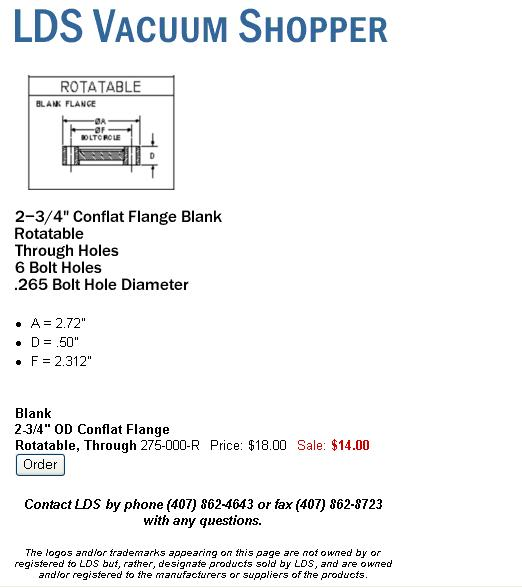 LDS VACUUM SHOPPER
ROTATABLE
BLANK FLANGE
ØA
ØF
BOLT CIRCLE
D
2-3/4" Conflat Flange Blank
Rotatable
Through Holes
6 Bolt Holes
.265 Bolt Hole Diameter
• A = 2.72"
• D = .50"
• F = 2.312"
Blank
2-3/4" OD Conflat Flange
Rotatable, Through 275-000-R Price: $18.00 Sale: $14.00
Order
Contact LDS by phone (407) 862-4643 or fax (407) 862-8723
with any questions.
The logos and/or trademarks appearing on this page are not owned by or
registered to LDS but, rather, designate products sold by LDS, and are owned
and/or registered to the manufacturers or suppliers of the products.